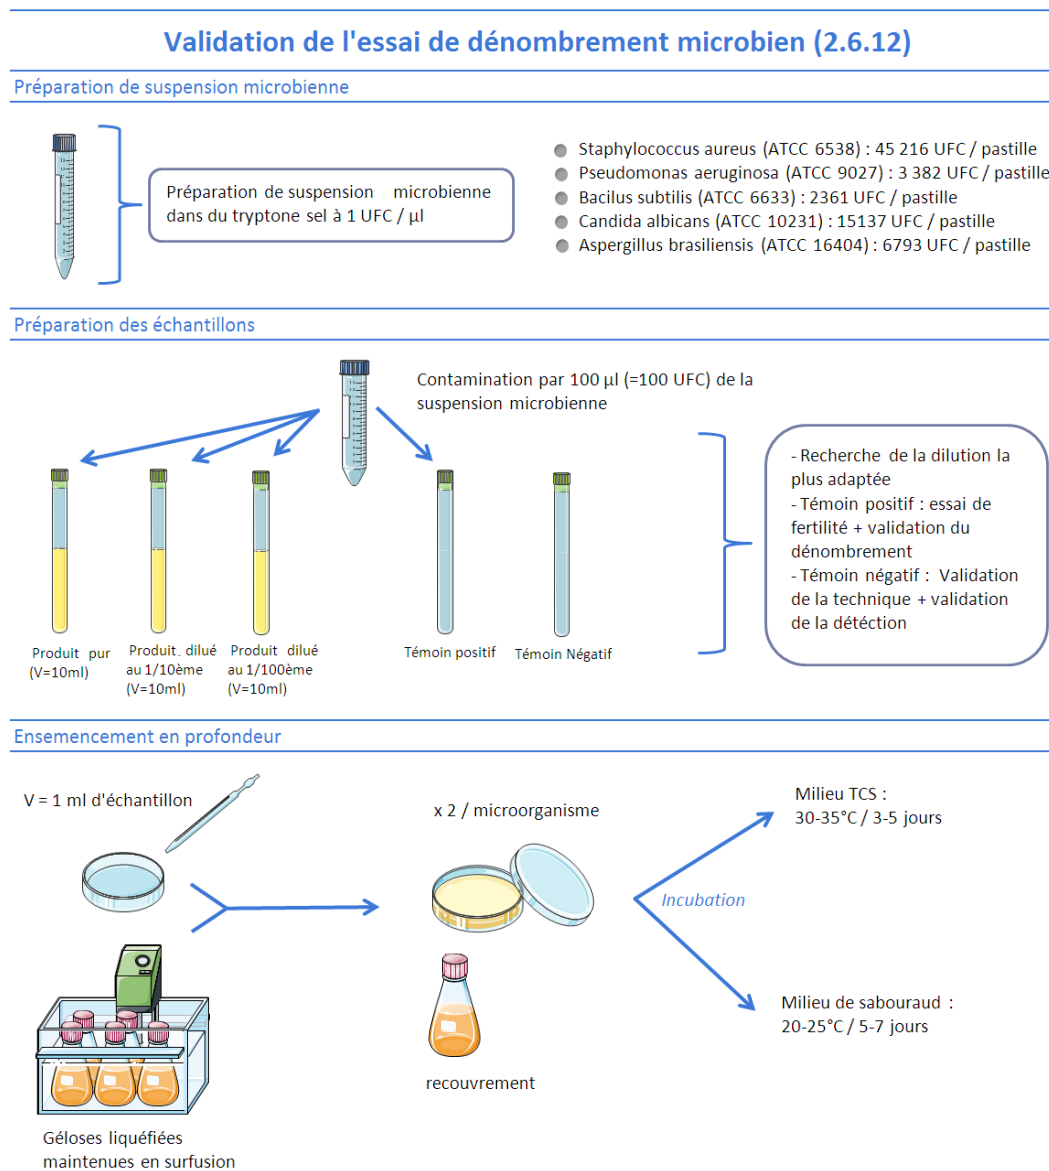 Validation de l'essai de dénombrement microbien (2.6.12)
Préparation de suspension microbienne
Préparation de suspension microbienne
dans du tryptone sel à 1 UFC / µl
Staphylococcus aureus (ATCC 6538) : 45 216 UFC / pastille
Pseudomonas aeruginosa (ATCC 9027) : 3 382 UFC / pastille
Bacilus subtilis (ATCC 6633) : 2361 UFC / pastille
Candida albicans (ATCC 10231) : 15137 UFC / pastille
Aspergillus brasiliensis (ATCC 16404) : 6793 UFC / pastille
Préparation des échantillons
Contamination par 100 µl (=100 UFC) de la
suspension microbienne
Produit pur
(V=10ml)
Produit. dilué
au 1/10ème
(V=10ml)
Produit dilué
au 1/100ème
(V=10ml)
Témoin positif
Témoin Négatif
- Recherche de la dilution la
plus adaptée
- Témoin positif : essai de
fertilité + validation du
dénombrement
- Témoin négatif : Validation
de la technique + validation
de la détéction
Ensemencement en profondeur
V = 1 ml d'échantillon
Géloses liquéfiées
maintenues en surfusion
x 2 / microorganisme
recouvrement
Incubation
Milieu TCS :
30-35°C / 3-5 jours
Milieu de sabouraud :
20-25°C / 5-7 jours